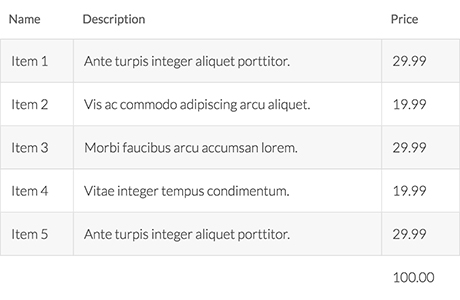 Name Description Price
Item 1 Ante turpis integer aliquet porttitor. 29.99
Item 2 Vis ac commodo adipiscing arcu aliquet. 19.99
Item 3 Morbi faucibus arcu accumsan lorem. 29.99
Item 4 Vitae integer tempus condimentum. 19.99
Item 5 Ante turpis integer aliquet porttitor. 29.99
100.00